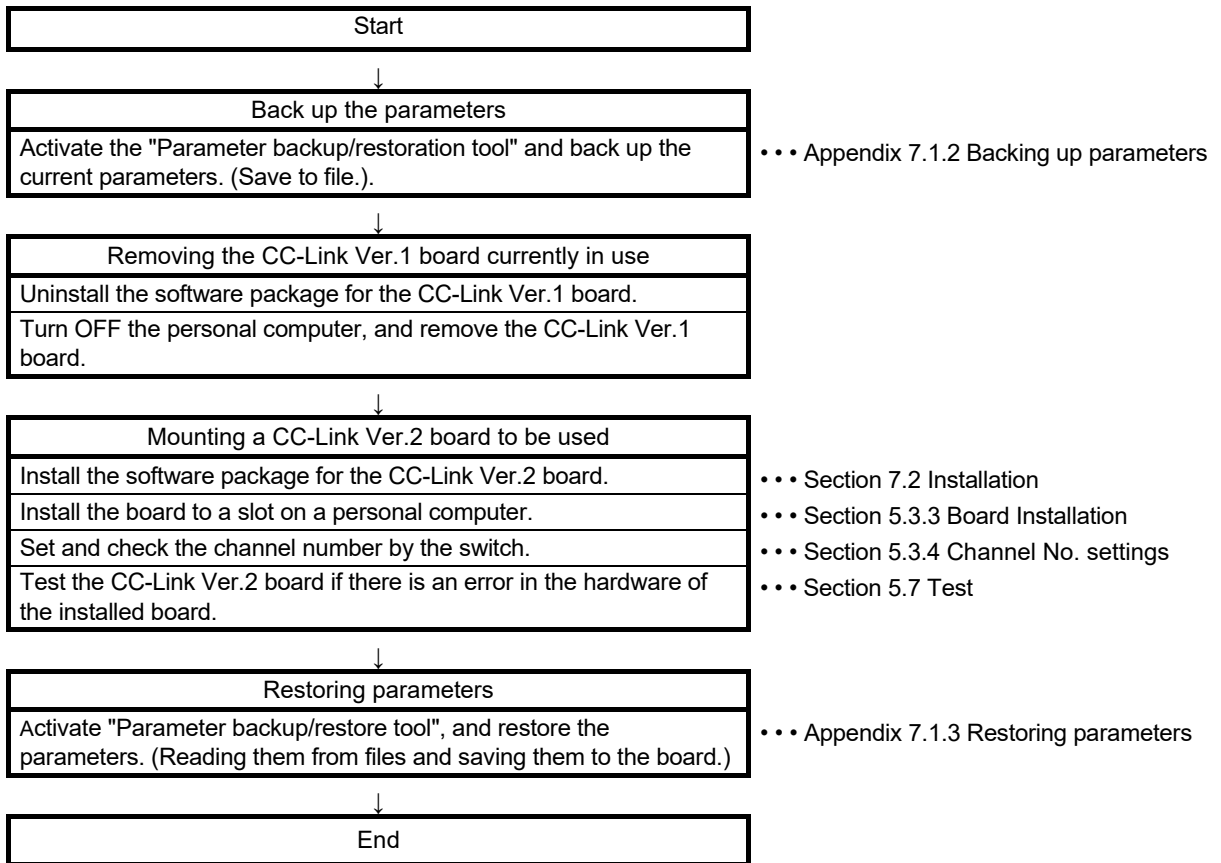 Start
↓
Back up the parameters
Activate the "Parameter backup/restoration tool" and back up the
current parameters. (Save to file.).
• • • Appendix 7.1.2 Backing up parameters
↓
Removing the CC-Link Ver.1 board currently in use
Uninstall the software package for the CC-Link Ver.1 board.
Turn OFF the personal computer, and remove the CC-Link Ver.1
board.
↓
Mounting a CC-Link Ver.2 board to be used
Install the software package for the CC-Link Ver.2 board.
• • • Section 7.2 Installation
Install the board to a slot on a personal computer.
• • • Section 5.3.3 Board Installation
Set and check the channel number by the switch.
• • • Section 5.3.4 Channel No. settings
Test the CC-Link Ver.2 board if there is an error in the hardware of
the installed board.
• • • Section 5.7 Test
↓
Restoring parameters
Activate "Parameter backup/restore tool", and restore the
parameters. (Reading them from files and saving them to the board.)
• • • Appendix 7.1.3 Restoring parameters
↓
End